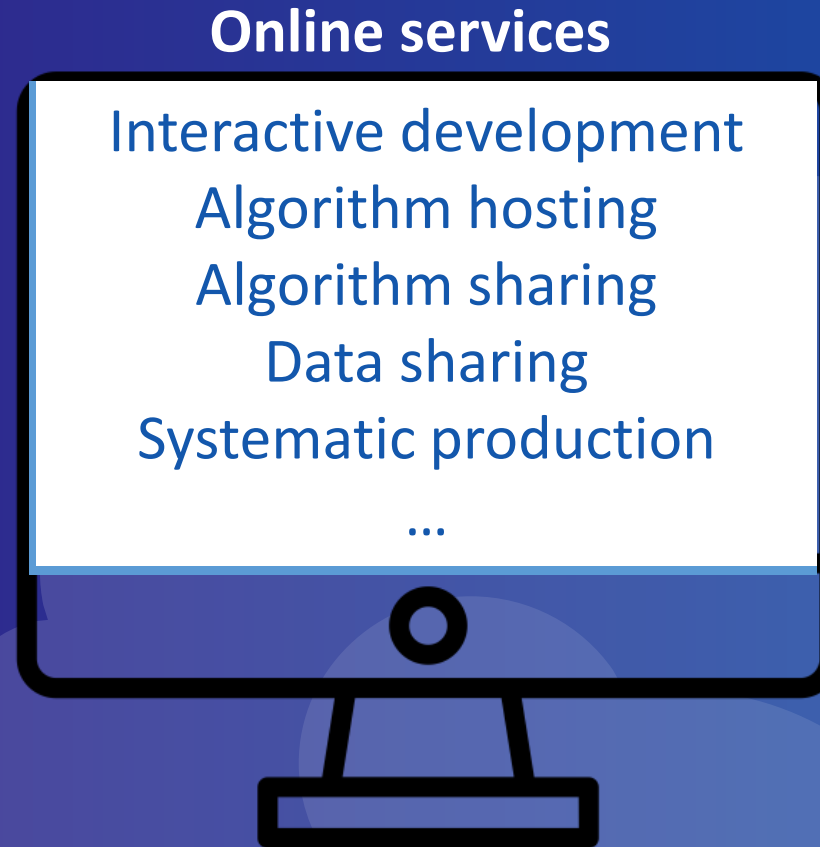 Online services
Interactive development
Algorithm hosting
Algorithm sharing
Data sharing
Systematic production
…